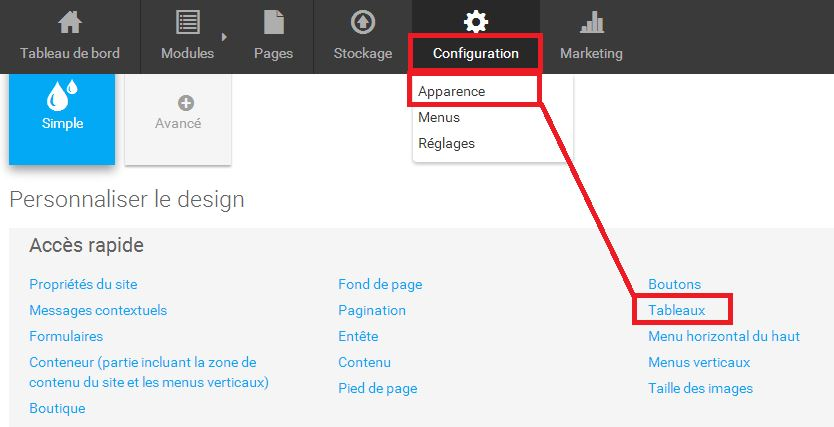 Tableau de bord
Modules
Pages
Stockage
Configuration
Marketing
Simple
Avancé
Apparence
Menus
Réglages
Personnaliser le design
Accès rapide
Propriétés du site
Messages contextuels
Formulaires
Conteneur (partie incluant la zone de
contenu du site et les menus verticaux)
Boutique
Fond de page
Pagination
Entête
Contenu
Pied de page
Boutons
Tableaux
Menu horizontal du haut
Menus verticaux
Taille des images